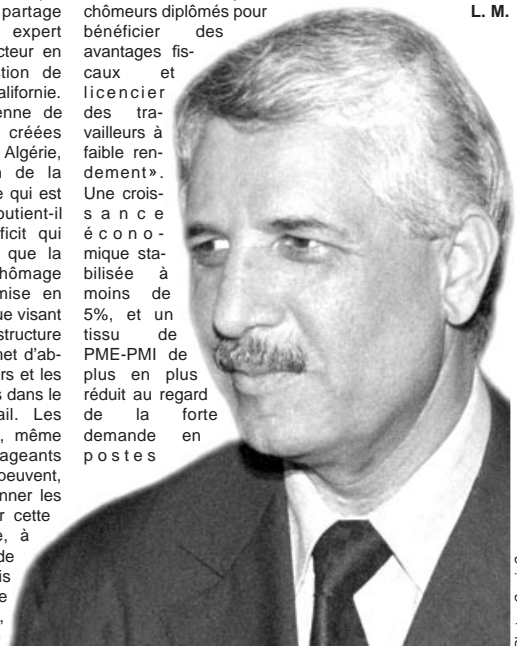 partage
expert
cteur en
stion de
alifornie.
enne de
créées
Algérie,
de la
e qui est
outient-il
ficit qui
que la
hômage
mise en
ue visant
structure
net d'ab-
rs et les
s dans le
ail. Les
, même
ageants
peuvent,
nner les
r cette
e, à
de
is
e
,
chômeurs diplômés pour
bénéficier des
avantages fis-
caux et
licencier
des tra-
vailleurs à
faible ren-
dement».
Une crois-
sance
écono-
mique sta-
bilisée à
moins de
5%, et un
tissu de
PME-PMI de
plus en plus
réduit au regard
de la forte
demande en
postes
L. M.